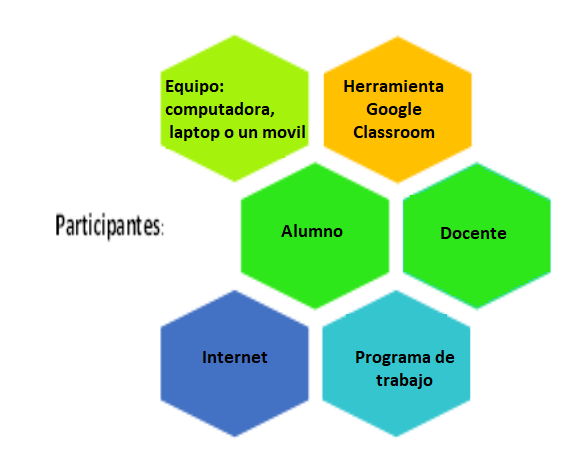 Equipo:
computadora,
laptop o un movil
Herramienta
Google
Classroom
Participantes:
Alumno
Docente
Internet
Programa de
trabajo